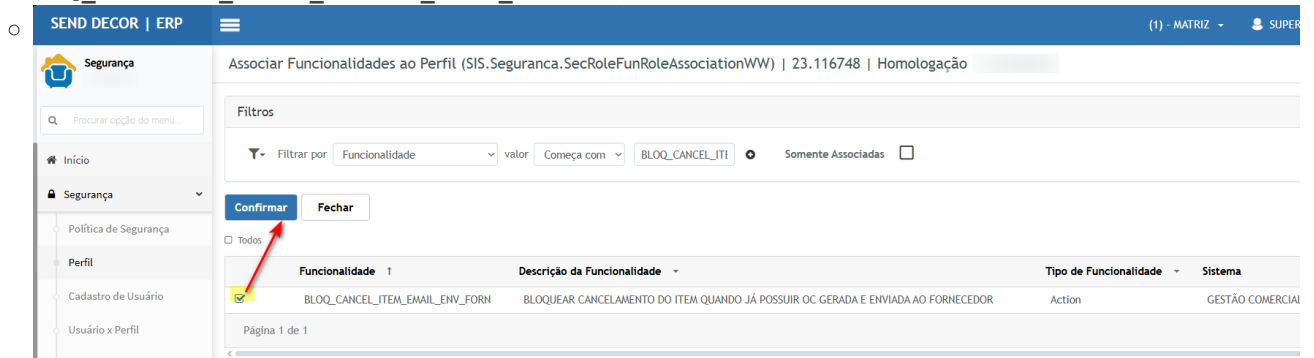 SEND DECOR | ERP
(1) - MATRIZ
SUPER
Segurança
Associar Funcionalidades ao Perfil (SIS.Seguranca.SecRoleFunRoleAssociationWW) | 23.116748 | Homologação
Procurar opção do menu...
Filtros
Início
Filtrar por Funcionalidade valor Começa com BLOQ_CANCEL_ITE Somente Associadas
Segurança
Confirmar Fechar
Política de Segurança
Todos
Perfil
Funcionalidade ↑ Descrição da Funcionalidade Tipo de Funcionalidade Sistema
Cadastro de Usuário
BLOQ_CANCEL_ITEM_EMAIL_ENV_FORN BLOQUEAR CANCELAMENTO DO ITEM QUANDO JÁ POSSUIR OC GERADA E ENVIADA AO FORNECEDOR Action GESTÃO COMERCIAL
Usuário x Perfil
Página 1 de 1